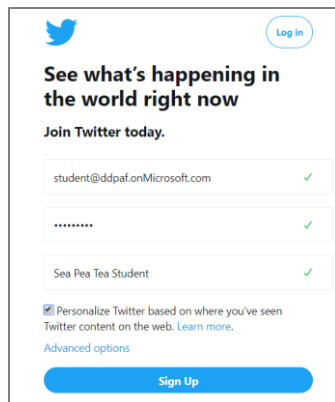 Log in
See what's happening in
the world right now
Join Twitter today.
student@ddpaf.onMicrosoft.com
•••••••••
Sea Pea Tea Student
Personalize Twitter based on where you've seen
Twitter content on the web. Learn more.
Advanced options
Sign Up